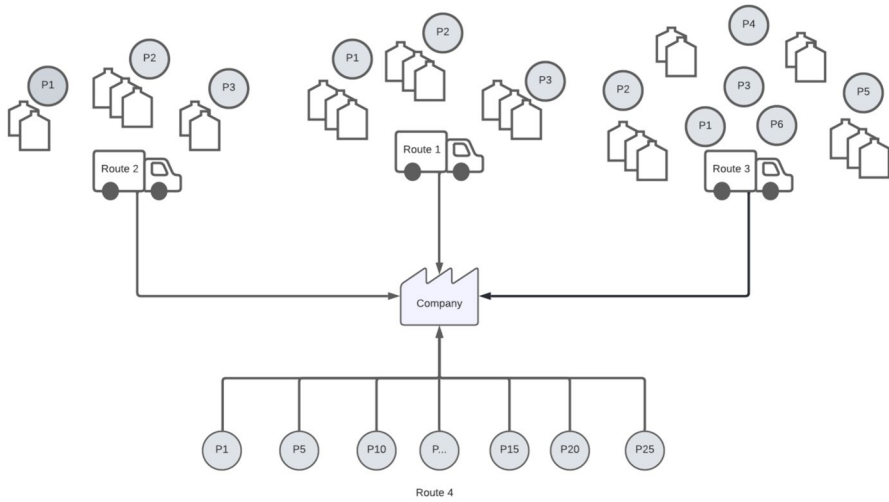 P1
P2
P3
Route 2
P1
P2
P3
Route 1
P4
P2
P3
P5
P1
P6
Route 3
Company
P1
P5
P10
P...
P15
P20
P25
Route 4